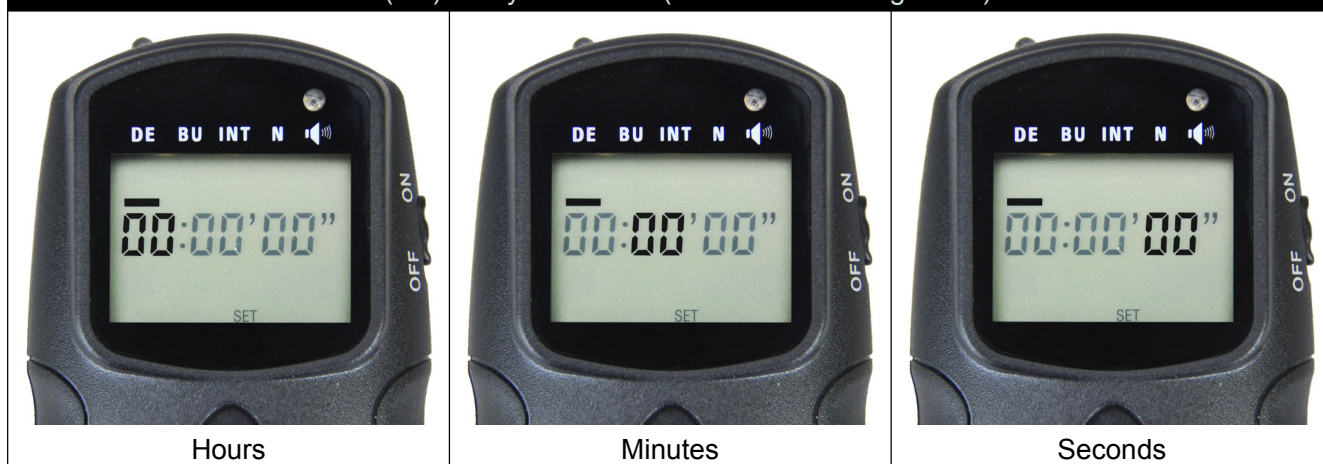 DE BU INT N
ON
OFF
00:00'00"
SET
Hours
DE BU INT N
ON
OFF
00:00'00"
SET
Minutes
DE BU INT N
ON
OFF
00:00'00"
SET
Seconds